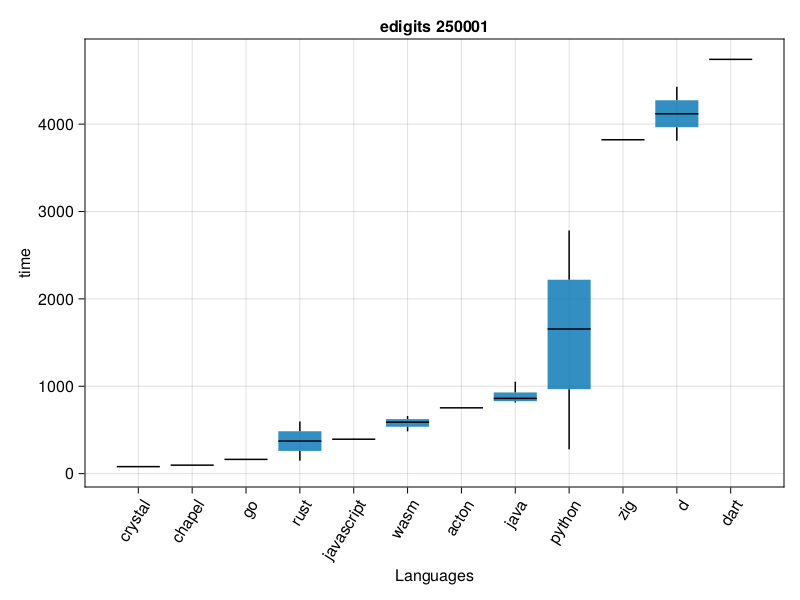 edigits 250001
time
4000
3000
2000
1000
0
crystal
chapel
go
rust
javascript
wasm
acton
java
python
zig
d
dart
Languages